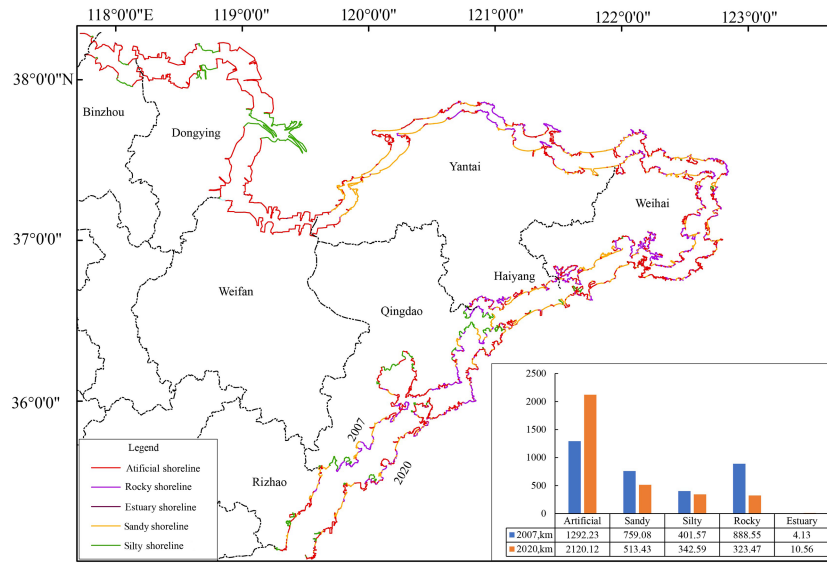 118°0'0"E 119°0'0" 120°0'0" 121°0'0" 122°0'0" 123°0'0"
38°0'0"N
37°0'0"
36°0'0"
Binzhou
Dongying
Yantai
Weihai
Weifan
Haiyang
Qingdao
Rizhao
2007
2020
Legend
Atificial shoreline
Rocky shoreline
Estuary shoreline
Sandy shoreline
Silty shoreline
2500
2000
1500
1000
500
0
Artificial Sandy Silty Rocky Estuary
2007,km 1292.23 759.08 401.57 888.55 4.13
2020,km 2120.12 513.43 342.59 323.47 10.56